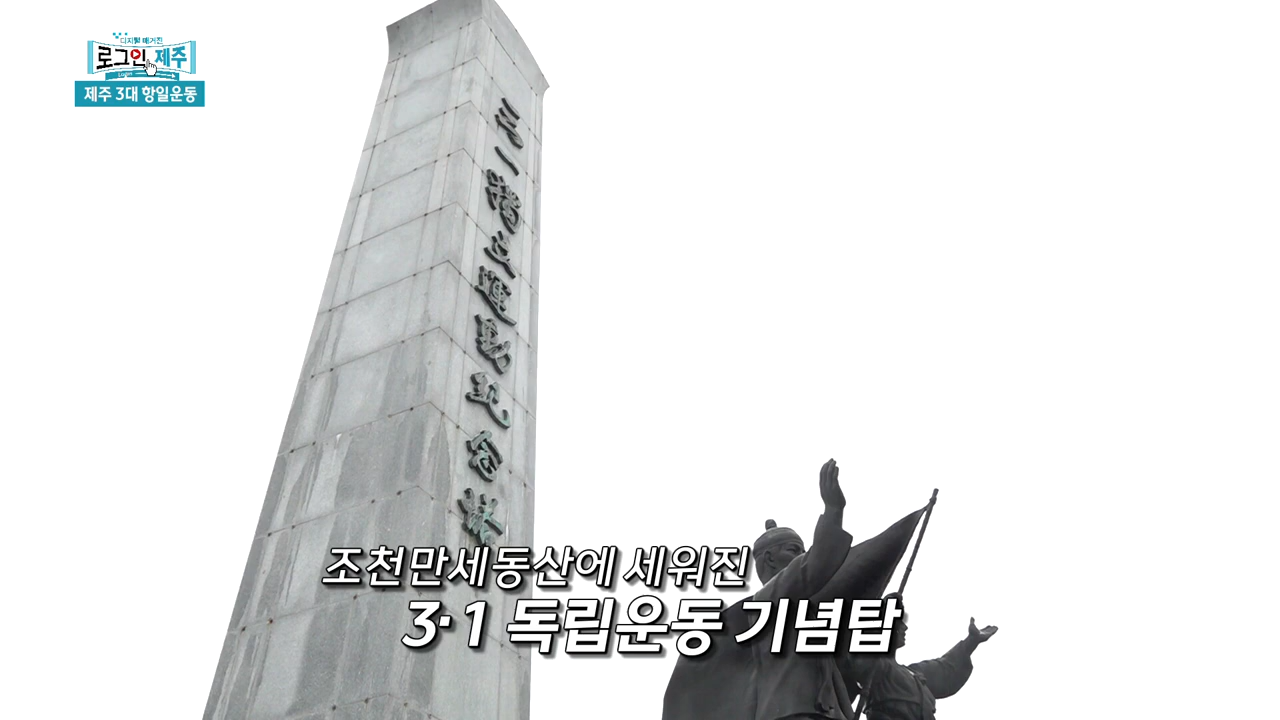 디지털 매거진
로그인 제주
Login
제주 3대 항일운동
三一獨立運動紀念塔
조천만세동산에 세워진
3·1 독립운동 기념탑